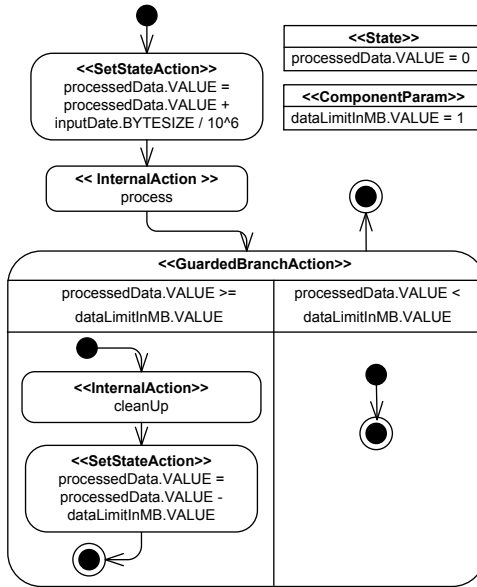 <<SetStateAction>>
processedData.VALUE =
processedData.VALUE +
inputDate.BYTESIZE / 10^6
<<State>>
processedData.VALUE = 0
<<ComponentParam>>
dataLimitInMB.VALUE = 1
<< InternalAction >>
process
<<GuardedBranchAction>>
processedData.VALUE >=
dataLimitInMB.VALUE
processedData.VALUE <
dataLimitInMB.VALUE
<<InternalAction>>
cleanUp
<<SetStateAction>>
processedData.VALUE =
processedData.VALUE -
dataLimitInMB.VALUE